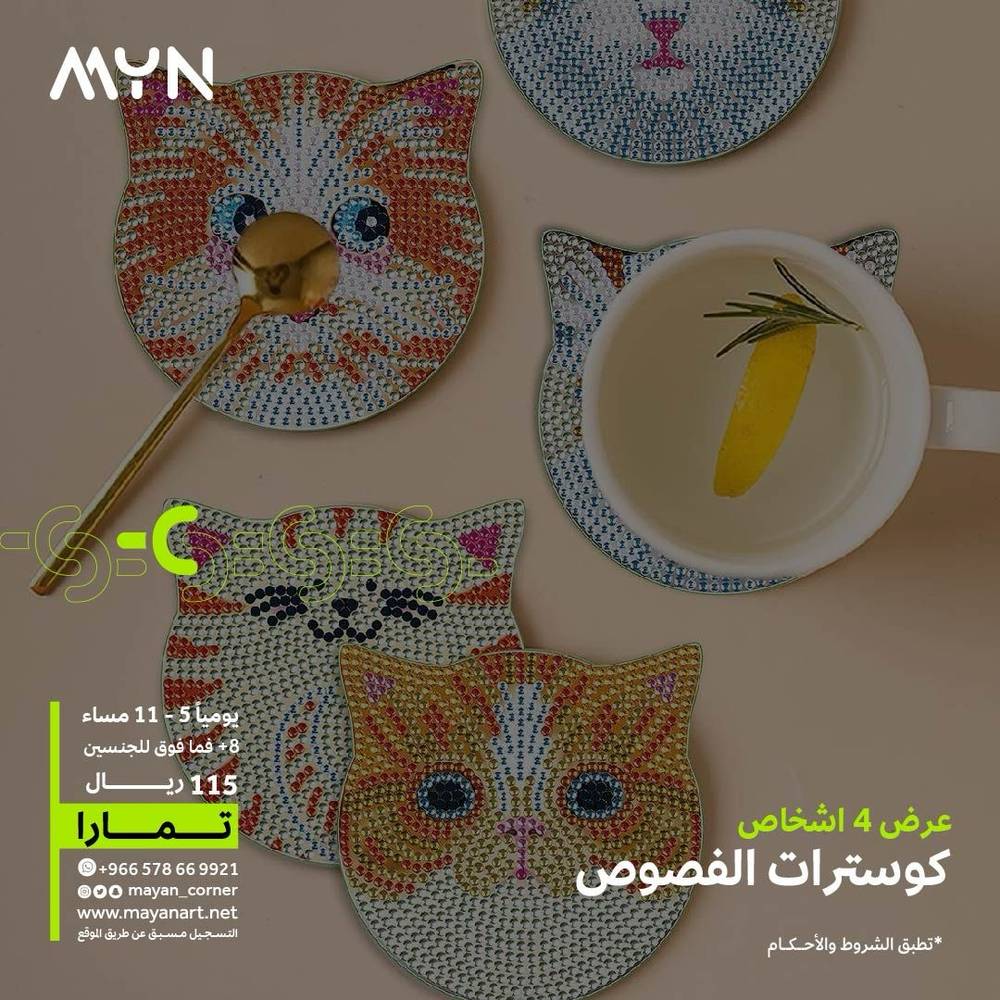 MYN
عرض 4 اشخاص
كوسترات الفصوص
*تطبق الشروط والأحكام
يومياً 5 - 11 مساء
8+ فما فوق للجنسين
115 ريال
تمارا
+966 578 66 9921
mayan_corner
www.mayanart.net
التسجيل مسبق عن طريق الموقع